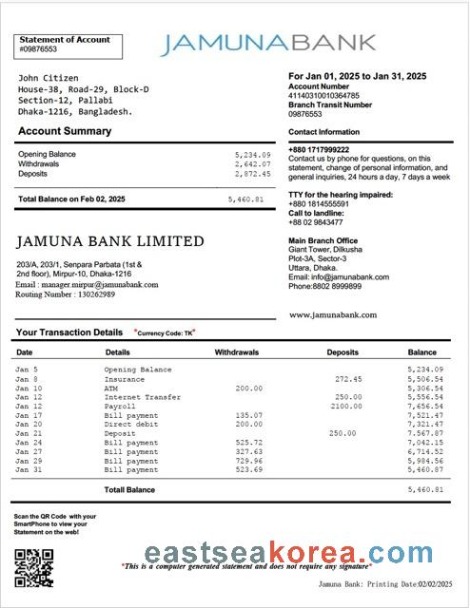 Statement of Account
#09876553
JAMUNABANK
John Citizen
House-38, Road-29, Block-D
Section-12, Pallabi
Dhaka-1216, Bangladesh.
For Jan 01, 2025 to Jan 31, 2025
Account Number
41140310010364785
Branch Transit Number
09876553
Account Summary
Opening Balance 5,234.09
Withdrawals 2,642.07
Deposits 2,872.45
Total Balance on Feb 02, 2025 5,460.81
Contact information
+880 1717999222
Contact us by phone for questions, on this
statement, change of personal information, and
general inquiries, 24 hours a day, 7 days a week
TTY for the hearing impaired:
+880 1814555591
Call to landline:
+88 02 9843477
JAMUNA BANK LIMITED
203/A, 203/1, Senpara Parbata (1st &
2nd floor), Mirpur-10, Dhaka-1216
Email : manager.mirpur@jamunabank.com
Routing Number : 130262989
Main Branch Office
Giant Tower, Dilkusha
Plot-3A, Sector-3
Uttara, Dhaka.
Email: info@jamunabank.com
Phone:8802 8999899
www.jamunabank.com
Your Transaction Details *Currency Code: TK*
Date Details Withdrawals Deposits Balance
Jan 5 Opening Balance 5,234.09
Jan 8 Insurance 272.45 5,506.54
Jan 10 ATM 200.00 5,306.54
Jan 12 Internet Transfer 250.00 5,556.54
Jan 12 Payroll 2100.00 7,656.54
Jan 17 Bill payment 135.07 7,521.47
Jan 20 Direct debit 200.00 7,321.47
Jan 21 Deposit 250.00 7.567.87
Jan 24 Bill payment 525.72 7,042.15
Jan 27 Bill payment 327.63 6,714.52
Jan 29 Bill payment 729.96 5,984.56
Jan 31 Bill payment 523.69 5,460.87
Totall Balance 5,460.81
Scan the QR Code with your
SmartPhone to view your
Statement on the web!
eastseakorea.com
*This is a computer generated statement and does not require any signature*
Jamuna Bank: Printing Date:02/02/2025